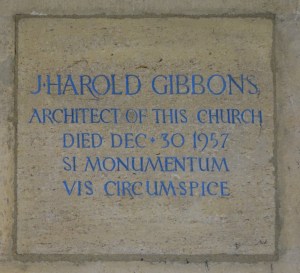 J·HAROLD GIBBONS
ARCHITECT OF THIS CHURCH
DIED DEC·30 1957
SI MONUMENTUM
VIS CIRCUMSPICE